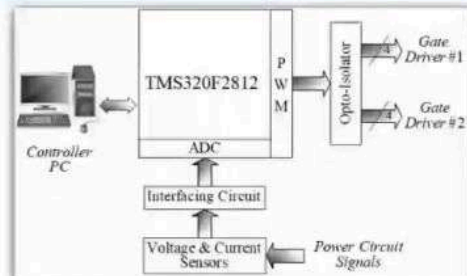 TMS320F2812
P
W
M
ADC
Opto-Isolator
4
Gate
Driver #1
4
Gate
Driver #2
Controller
PC
Interfacing Circuit
Voltage & Current
Sensors
Power Circuit
Signals